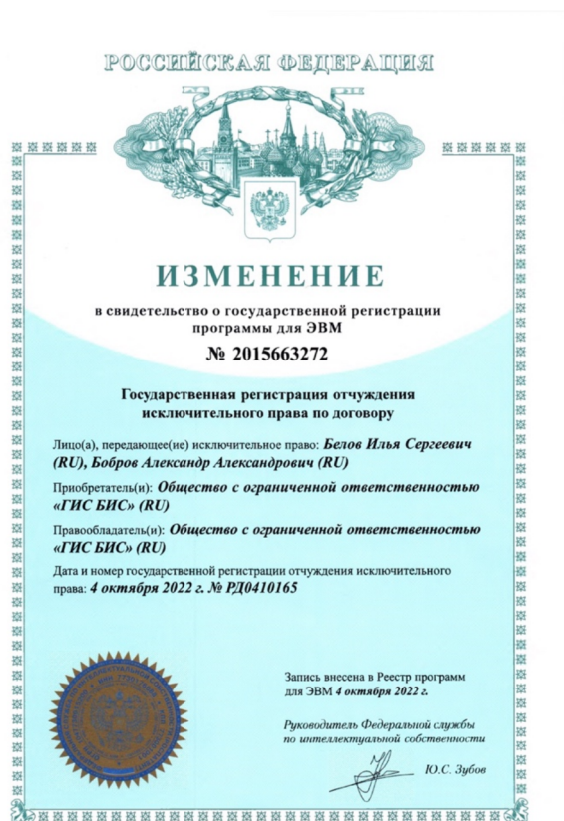 РОССИЙСКАЯ ФЕДЕРАЦИЯ
ИЗМЕНЕНИЕ
в свидетельство о государственной регистрации
программы для ЭВМ
№ 2015663272
Государственная регистрация отчуждения
исключительного права по договору
Лицо(а), передающее(ие) исключительное право: Белов Илья Сергеевич
(RU), Бобров Александр Александрович (RU)
Приобретатель(и): Общество с ограниченной ответственностью
«ГИС БИС» (RU)
Правообладатель(и): Общество с ограниченной ответственностью
«ГИС БИС» (RU)
Дата и номер государственной регистрации отчуждения исключительного
права: 4 октября 2022 г. № РД0410165
Запись внесена в Реестр программ
для ЭВМ 4 октября 2022 г.
Руководитель Федеральной службы
по интеллектуальной собственности
Ю.С. Зубов